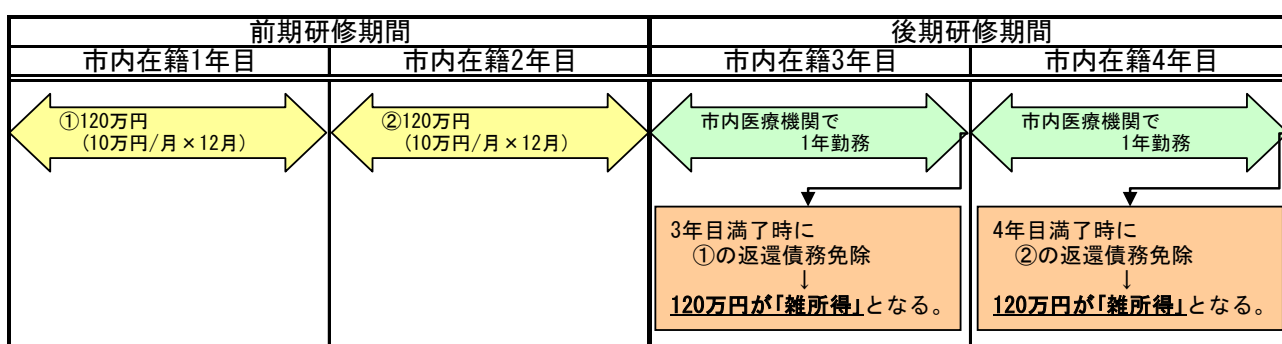 前期研修期間
後期研修期間
市内在籍1年目
市内在籍2年目
市内在籍3年目
市内在籍4年目
①120万円
(10万円/月×12月)
②120万円
(10万円/月×12月)
市内医療機関で
1年勤務
市内医療機関で
1年勤務
3年目満了時に
①の返還債務免除
↓
120万円が「雑所得」となる。
4年目満了時に
②の返還債務免除
↓
120万円が「雑所得」となる。